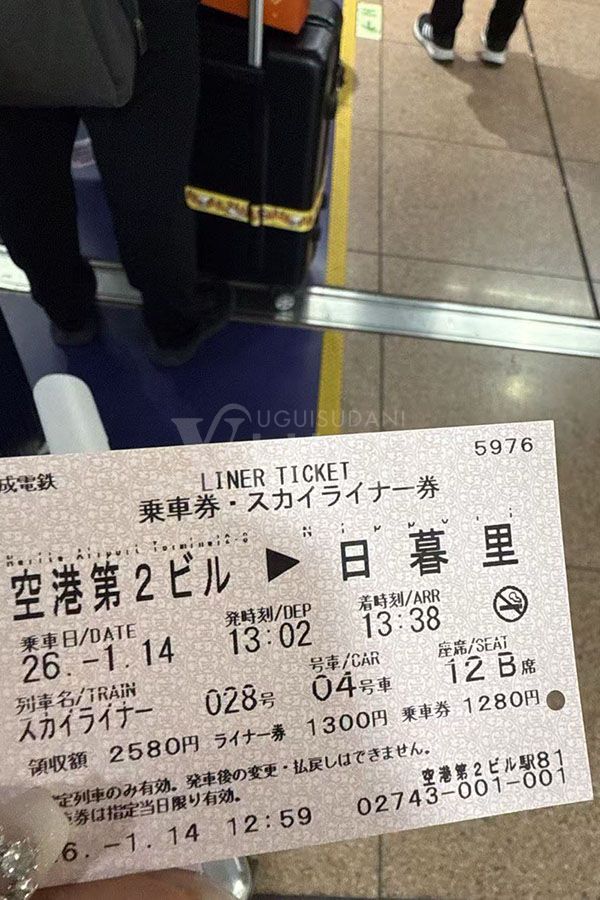 UGUISUDANI
5976
成電鉄
LINER TICKET
乗車券・スカイライナー券
Narita Airport Terminal2・3
Nippori
空港第2ビル ▶ 日暮里
乗車日/DATE 発時刻/DEP 着時刻/ARR
26.-1.14 13:02 13:38
列車名/TRAIN 号車/CAR 座席/SEAT
スカイライナー 028号 04号車 12B席
領収額 2580円 ライナー券 1300円 乗車券 1280円
定列車のみ有効。発車後の変更・払戻しはできません。
券は指定当日限り有効。
空港第2ビル駅81
6.-1.14 12:59 02743-001-001